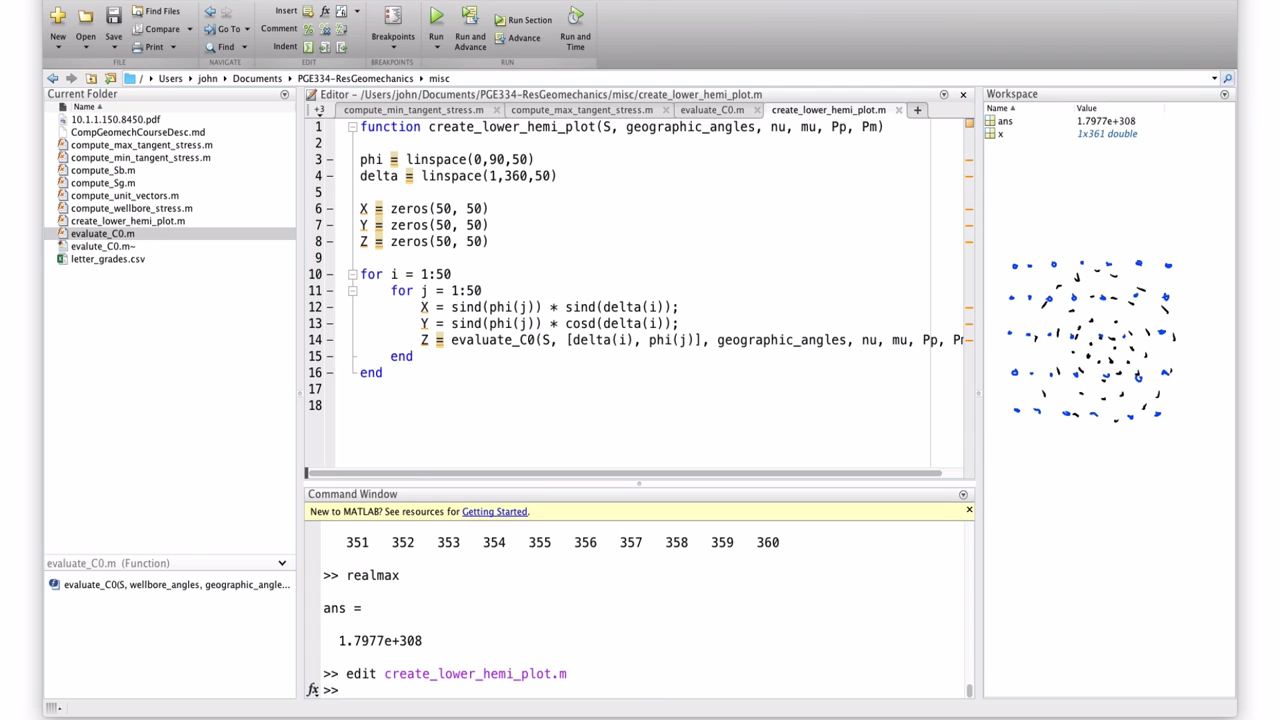 New
Open
Save
Find Files
Compare
Print
FILE
Go To
Find
NAVIGATE
Insert
fx
Comment
Indent
EDIT
Breakpoints
BREAKPOINTS
Run
Run and
Advance
Run Section
Advance
Run and
Time
RUN
/ ▸ Users ▸ john ▸ Documents ▸ PGE334-ResGeomechanics ▸ misc
Current Folder
Name
10.1.1.150.8450.pdf
CompGeomechCourseDesc.md
compute_max_tangent_stress.m
compute_min_tangent_stress.m
compute_Sb.m
compute_Sg.m
compute_unit_vectors.m
compute_wellbore_stress.m
create_lower_hemi_plot.m
evaluate_C0.m
evalute_C0.m~
letter_grades.csv
evaluate_C0.m (Function)
evaluate_C0(S, wellbore_angles, geographic_angle...
Editor – /Users/john/Documents/PGE334-ResGeomechanics/misc/create_lower_hemi_plot.m
+3 compute_min_tangent_stress.m × compute_max_tangent_stress.m × evaluate_C0.m × create_lower_hemi_plot.m × +
1 function create_lower_hemi_plot(S, geographic_angles, nu, mu, Pp, Pm)
2
3 – phi = linspace(0,90,50)
4 – delta = linspace(1,360,50)
5
6 – X = zeros(50, 50)
7 – Y = zeros(50, 50)
8 – Z = zeros(50, 50)
9
10 – for i = 1:50
11 – for j = 1:50
12 – X = sind(phi(j)) * sind(delta(i));
13 – Y = sind(phi(j)) * cosd(delta(i));
14 – Z = evaluate_C0(S, [delta(i), phi(j)], geographic_angles, nu, mu, Pp, Pm
15 – end
16 – end
17
18
Command Window
New to MATLAB? See resources for Getting Started.
351 352 353 354 355 356 357 358 359 360
>> realmax
ans =
1.7977e+308
>> edit create_lower_hemi_plot.m
fx >>
Workspace
Name Value
ans 1.7977e+308
x 1x361 double